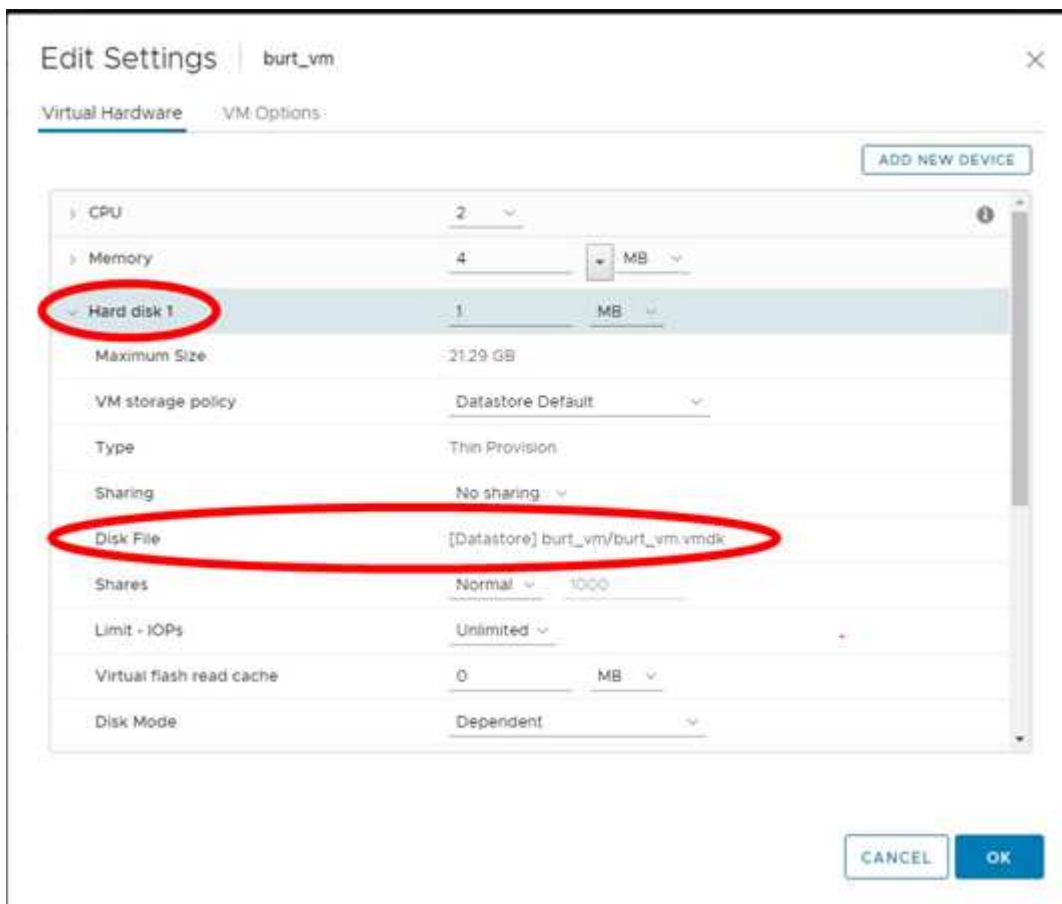 Edit Settings burt_vm
Virtual Hardware VM Options
ADD NEW DEVICE
CPU 2
Memory 4 MB
Hard disk 1 1 MB
Maximum Size 21.29 GB
VM storage policy Datastore Default
Type Thin Provision
Sharing No sharing
Disk File [Datastore] burt_vm/burt_vm.vmdk
Shares Normal 1000
Limit - IOPs Unlimited
Virtual flash read cache 0 MB
Disk Mode Dependent
CANCEL OK